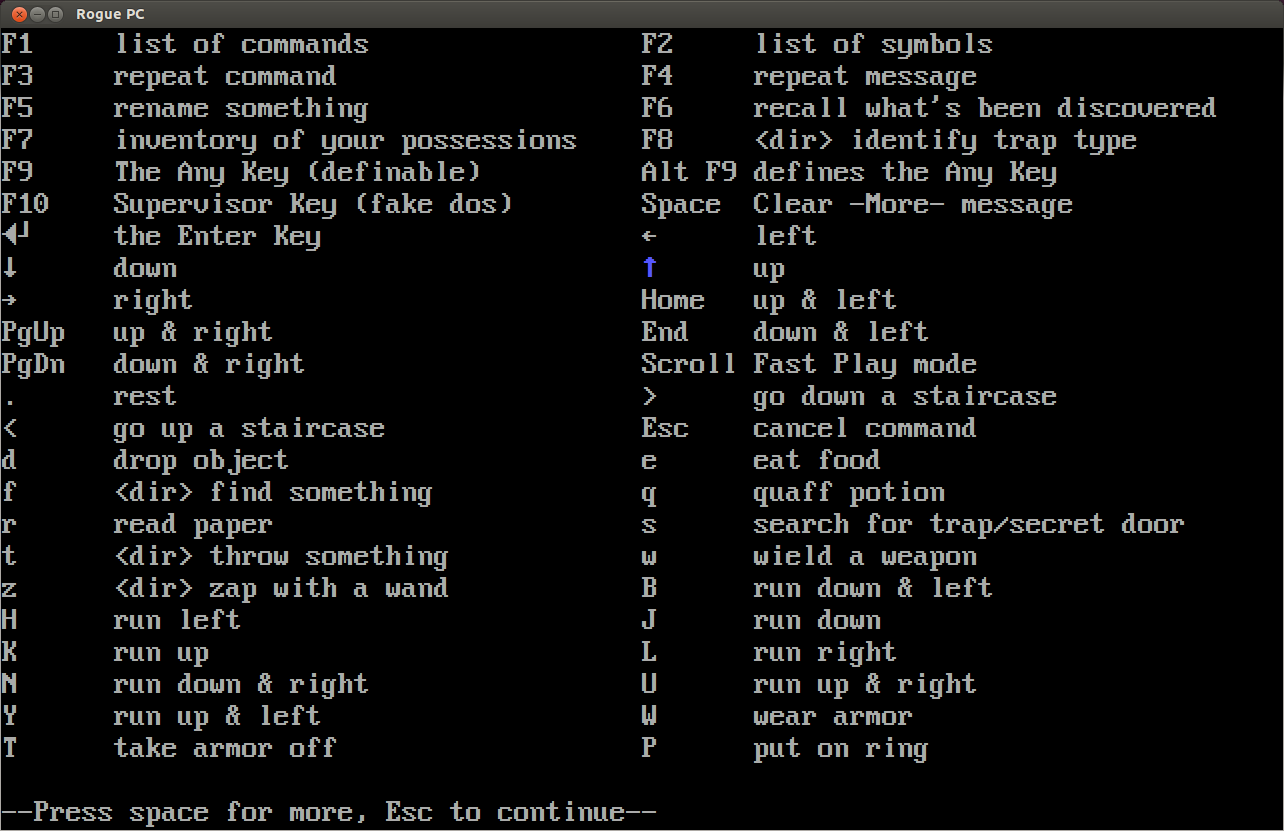 Rogue PC
F1 list of commands F2 list of symbols
F3 repeat command F4 repeat message
F5 rename something F6 recall what's been discovered
F7 inventory of your possessions F8 <dir> identify trap type
F9 The Any Key (definable) Alt F9 defines the Any Key
F10 Supervisor Key (fake dos) Space Clear -More- message
◄┘ the Enter Key ← left
↓ down ↑ up
→ right Home up & left
PgUp up & right End down & left
PgDn down & right Scroll Fast Play mode
. rest > go down a staircase
< go up a staircase Esc cancel command
d drop object e eat food
f <dir> find something q quaff potion
r read paper s search for trap/secret door
t <dir> throw something w wield a weapon
z <dir> zap with a wand B run down & left
H run left J run down
K run up L run right
N run down & right U run up & right
Y run up & left W wear armor
T take armor off P put on ring
--Press space for more, Esc to continue--